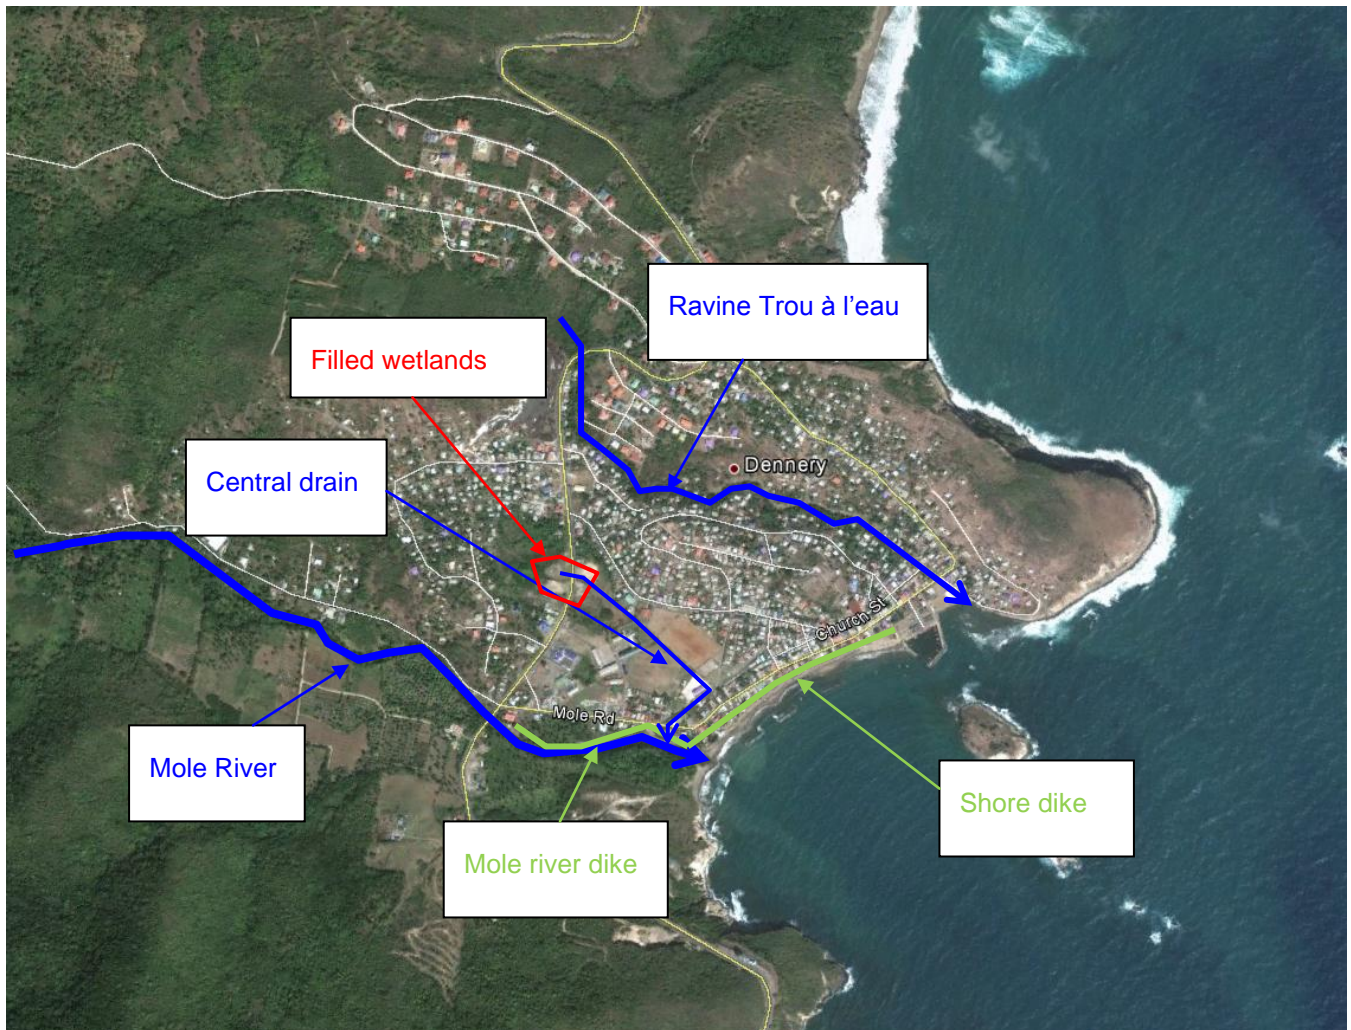 Ravine Trou à l’eau
Filled wetlands
Dennery
Central drain
Church St
Mole Rd
Mole River
Shore dike
Mole river dike